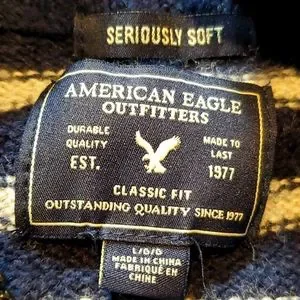 SERIOUSLY SOFT
AMERICAN EAGLE
OUTFITTERS
DURABLE
QUALITY
EST.
MADE TO
LAST
1977
CLASSIC FIT
OUTSTANDING QUALITY SINCE 1977
L/G/G
MADE IN CHINA
FABRIQUÉ EN
CHINE